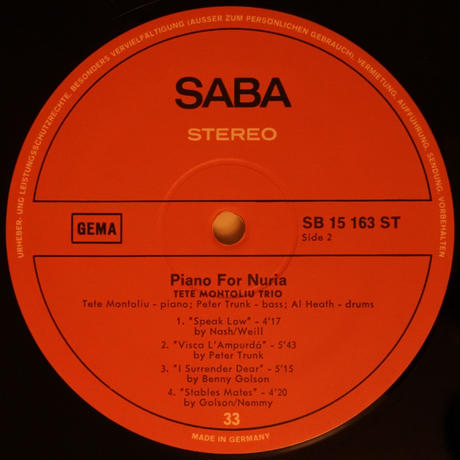 URHEBER- UND LEISTUNGSSCHUTZRECHTE, BESONDERS VERVIELFÄLTIGUNG (AUSSER ZUM PERSÖNLICHEN GEBRAUCH), VERMIETUNG, AUFFÜHRUNG, SENDUNG, VORBEHALTEN
SABA
STEREO
GEMA
SB 15 163 ST
Side 2
Piano For Nuria
TETE MONTOLIU TRIO
Tete Montoliu - piano; Peter Trunk - bass; Al Heath - drums
1. "Speak Low" - 4'17
by Nash/Weill
2. "Visca L'Ampurdá" - 5'43
by Peter Trunk
3. "I Surrender Dear" - 5'15
by Benny Golson
4. "Stables Mates" - 4'20
by Golson/Nemmy
33
MADE IN GERMANY